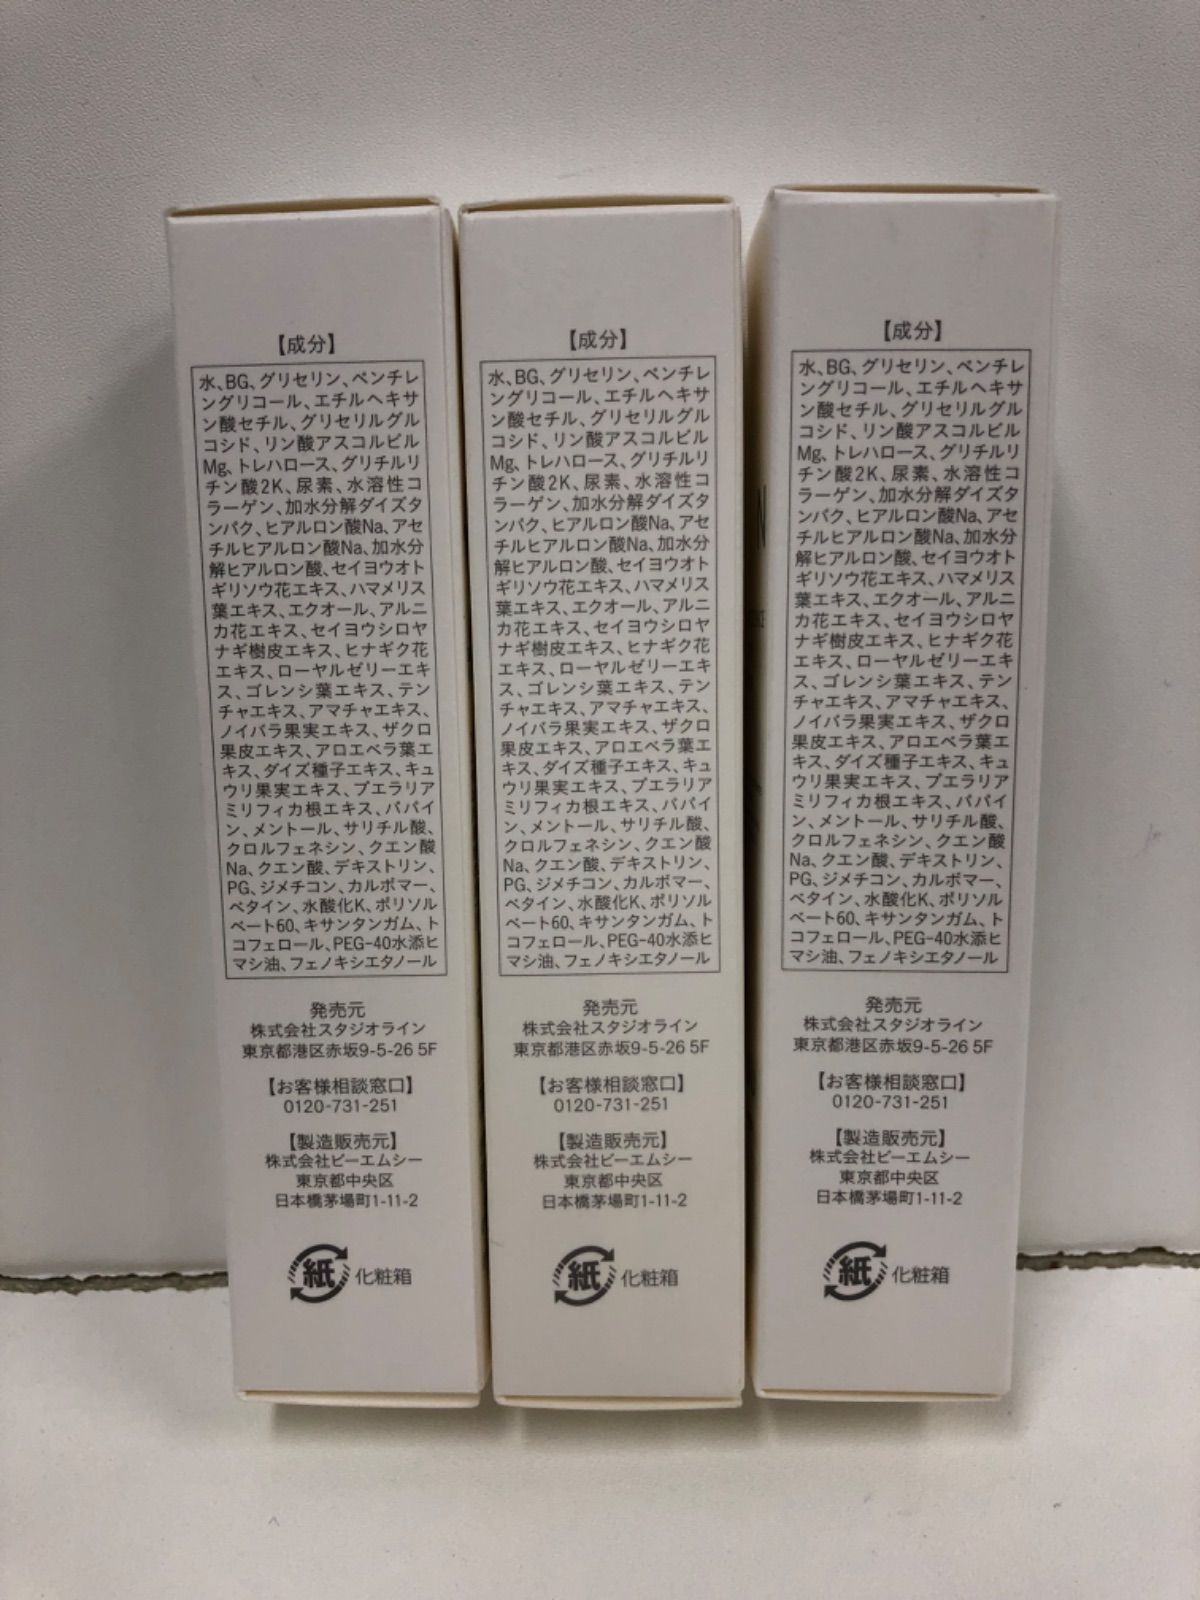 【成分】
水、BG、グリセリン、ペンチレ
ングリコール、エチルヘキサ
ン酸セチル、グリセリルグル
コシド、リン酸アスコルビル
Mg、トレハロース、グリチルリ
チン酸2K、尿素、水溶性コ
ラーゲン、加水分解ダイズタ
ンパク、ヒアルロン酸Na、アセ
チルヒアルロン酸Na、加水分
解ヒアルロン酸、セイヨウオト
ギリソウ花エキス、ハマメリス
葉エキス、エクオール、アルニ
カ花エキス、セイヨウシロヤ
ナギ樹皮エキス、ヒナギク花
エキス、ローヤルゼリーエキ
ス、ゴレンシ葉エキス、テン
チャエキス、アマチャエキス、
ノイバラ果実エキス、ザクロ
果皮エキス、アロエベラ葉エ
キス、ダイズ種子エキス、キュ
ウリ果実エキス、プエラリア
ミリフィカ根エキス、パパイ
ン、メントール、サリチル酸、
クロルフェネシン、クエン酸
Na、クエン酸、デキストリン、
PG、ジメチコン、カルボマー、
ベタイン、水酸化K、ポリソル
ベート60、キサンタンガム、ト
コフェロール、PEG-40水添ヒ
マシ油、フェノキシエタノール
発売元
株式会社スタジオライン
東京都港区赤坂9-5-26 5F
【お客様相談窓口】
0120-731-251
【製造販売元】
株式会社ピーエムシー
東京都中央区
日本橋茅場町1-11-2
紙 化粧箱
【成分】
水、BG、グリセリン、ペンチレ
ングリコール、エチルヘキサ
ン酸セチル、グリセリルグル
コシド、リン酸アスコルビル
Mg、トレハロース、グリチルリ
チン酸2K、尿素、水溶性コ
ラーゲン、加水分解ダイズタ
ンパク、ヒアルロン酸Na、アセ
チルヒアルロン酸Na、加水分
解ヒアルロン酸、セイヨウオト
ギリソウ花エキス、ハマメリス
葉エキス、エクオール、アルニ
カ花エキス、セイヨウシロヤ
ナギ樹皮エキス、ヒナギク花
エキス、ローヤルゼリーエキ
ス、ゴレンシ葉エキス、テン
チャエキス、アマチャエキス、
ノイバラ果実エキス、ザクロ
果皮エキス、アロエベラ葉エ
キス、ダイズ種子エキス、キュ
ウリ果実エキス、プエラリア
ミリフィカ根エキス、パパイ
ン、メントール、サリチル酸、
クロルフェネシン、クエン酸
Na、クエン酸、デキストリン、
PG、ジメチコン、カルボマー、
ベタイン、水酸化K、ポリソル
ベート60、キサンタンガム、ト
コフェロール、PEG-40水添ヒ
マシ油、フェノキシエタノール
発売元
株式会社スタジオライン
東京都港区赤坂9-5-26 5F
【お客様相談窓口】
0120-731-251
【製造販売元】
株式会社ピーエムシー
東京都中央区
日本橋茅場町1-11-2
紙 化粧箱
【成分】
水、BG、グリセリン、ペンチレ
ングリコール、エチルヘキサ
ン酸セチル、グリセリルグル
コシド、リン酸アスコルビル
Mg、トレハロース、グリチルリ
チン酸2K、尿素、水溶性コ
ラーゲン、加水分解ダイズタ
ンパク、ヒアルロン酸Na、アセ
チルヒアルロン酸Na、加水分
解ヒアルロン酸、セイヨウオト
ギリソウ花エキス、ハマメリス
葉エキス、エクオール、アルニ
カ花エキス、セイヨウシロヤ
ナギ樹皮エキス、ヒナギク花
エキス、ローヤルゼリーエキ
ス、ゴレンシ葉エキス、テン
チャエキス、アマチャエキス、
ノイバラ果実エキス、ザクロ
果皮エキス、アロエベラ葉エ
キス、ダイズ種子エキス、キュ
ウリ果実エキス、プエラリア
ミリフィカ根エキス、パパイ
ン、メントール、サリチル酸、
クロルフェネシン、クエン酸
Na、クエン酸、デキストリン、
PG、ジメチコン、カルボマー、
ベタイン、水酸化K、ポリソル
ベート60、キサンタンガム、ト
コフェロール、PEG-40水添ヒ
マシ油、フェノキシエタノール
発売元
株式会社スタジオライン
東京都港区赤坂9-5-26 5F
【お客様相談窓口】
0120-731-251
【製造販売元】
株式会社ピーエムシー
東京都中央区
日本橋茅場町1-11-2
紙 化粧箱